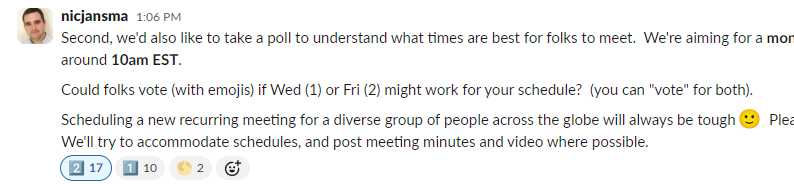 nicjansma 1:06 PM
Second, we'd also like to take a poll to understand what times are best for folks to meet. We're aiming for a
around 10am EST.
Could folks vote (with emojis) if Wed (1) or Fri (2) might work for your schedule? (you can "vote" for both).
Scheduling a new recurring meeting for a diverse group of people across the globe will always be tough 🙂
We'll try to accommodate schedules, and post meeting minutes and video where possible.
2 17 1 10 2